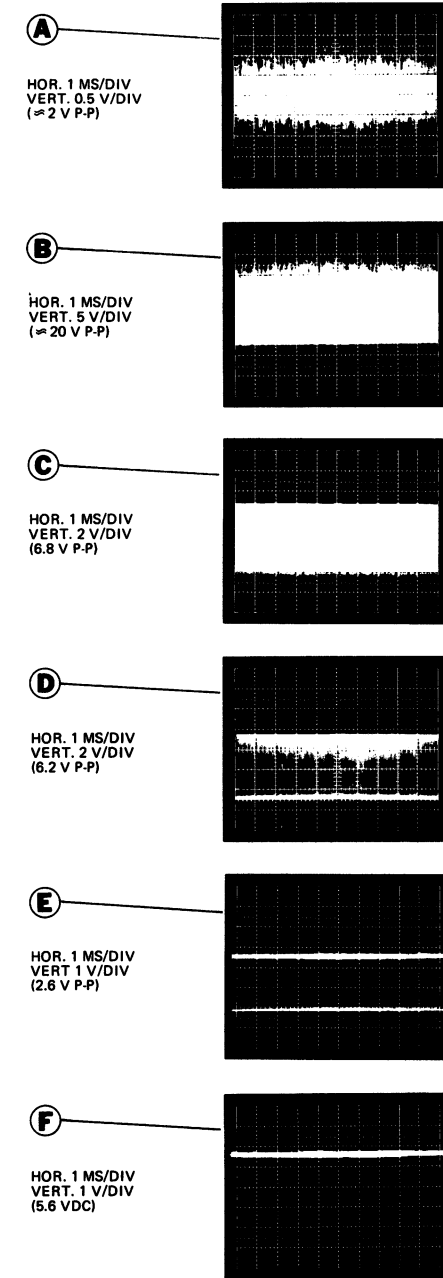 A
HOR. 1 MS/DIV
VERT. 0.5 V/DIV
(≈2 V P-P)
B
HOR. 1 MS/DIV
VERT. 5 V/DIV
(≈20 V P-P)
C
HOR. 1 MS/DIV
VERT. 2 V/DIV
(6.8 V P-P)
D
HOR. 1 MS/DIV
VERT. 2 V/DIV
(6.2 V P-P)
E
HOR. 1 MS/DIV
VERT 1 V/DIV
(2.6 V P-P)
F
HOR. 1 MS/DIV
VERT. 1 V/DIV
(5.6 VDC)